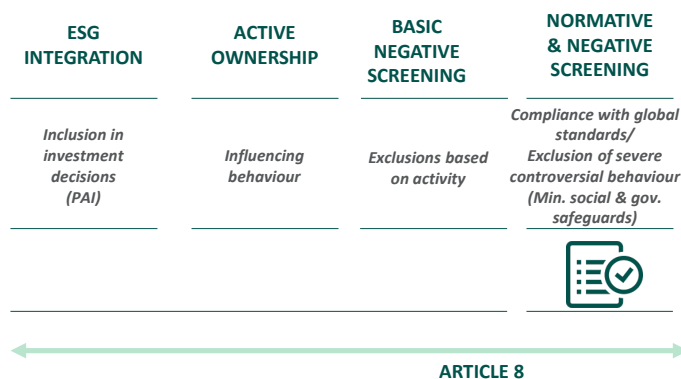 ESG
INTEGRATION
ACTIVE
OWNERSHIP
BASIC
NEGATIVE
SCREENING
NORMATIVE
& NEGATIVE
SCREENING
Inclusion in
investment
decisions
(PAI)
Influencing
behaviour
Exclusions based
on activity
Compliance with global
standards/
Exclusion of severe
controversial behaviour
(Min. social & gov.
safeguards)
ARTICLE 8